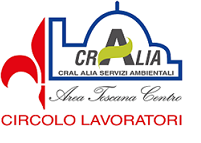 CRALIA
CRAL ALIA SERVIZI AMBIENTALI
Area Toscana Centro
CIRCOLO LAVORATORI